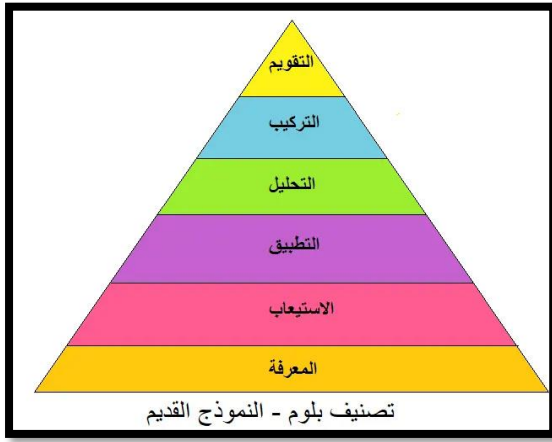 التقويم
التركيب
التحليل
التطبيق
الاستيعاب
المعرفة
تصنيف بلوم - النموذج القديم